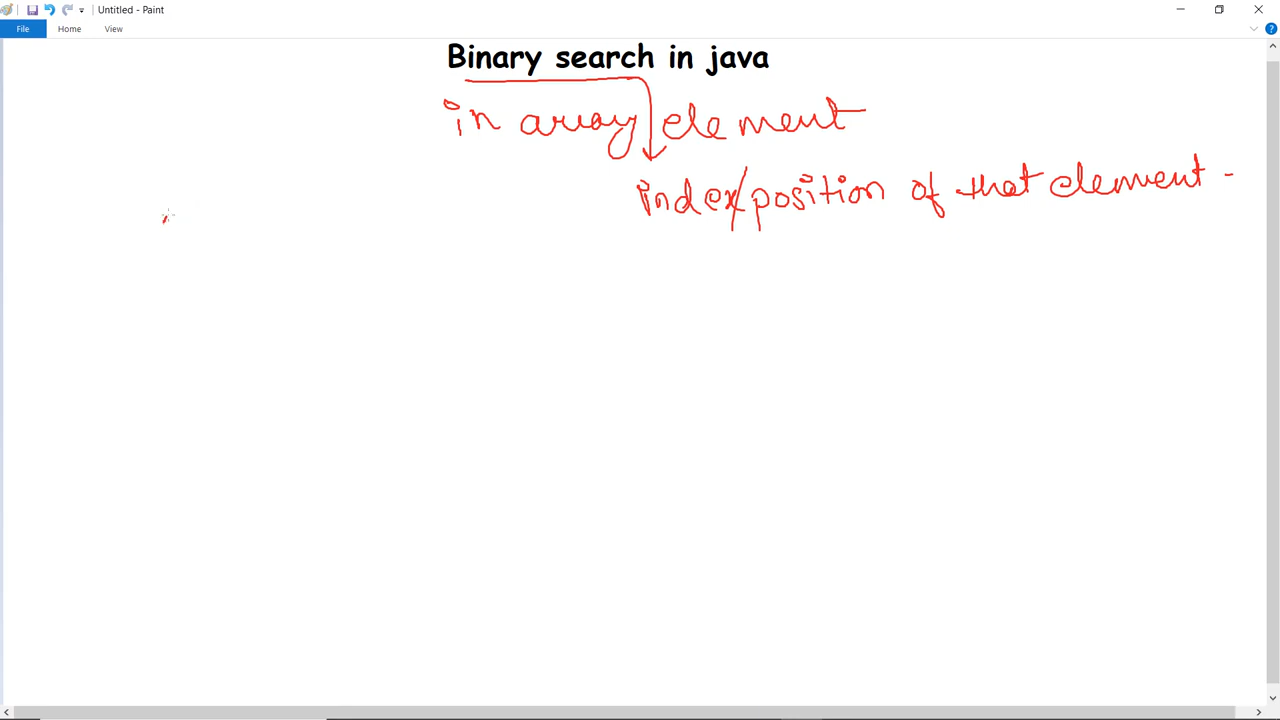 Untitled - Paint
File Home View
Binary search in java
in array element
index/position of that element -